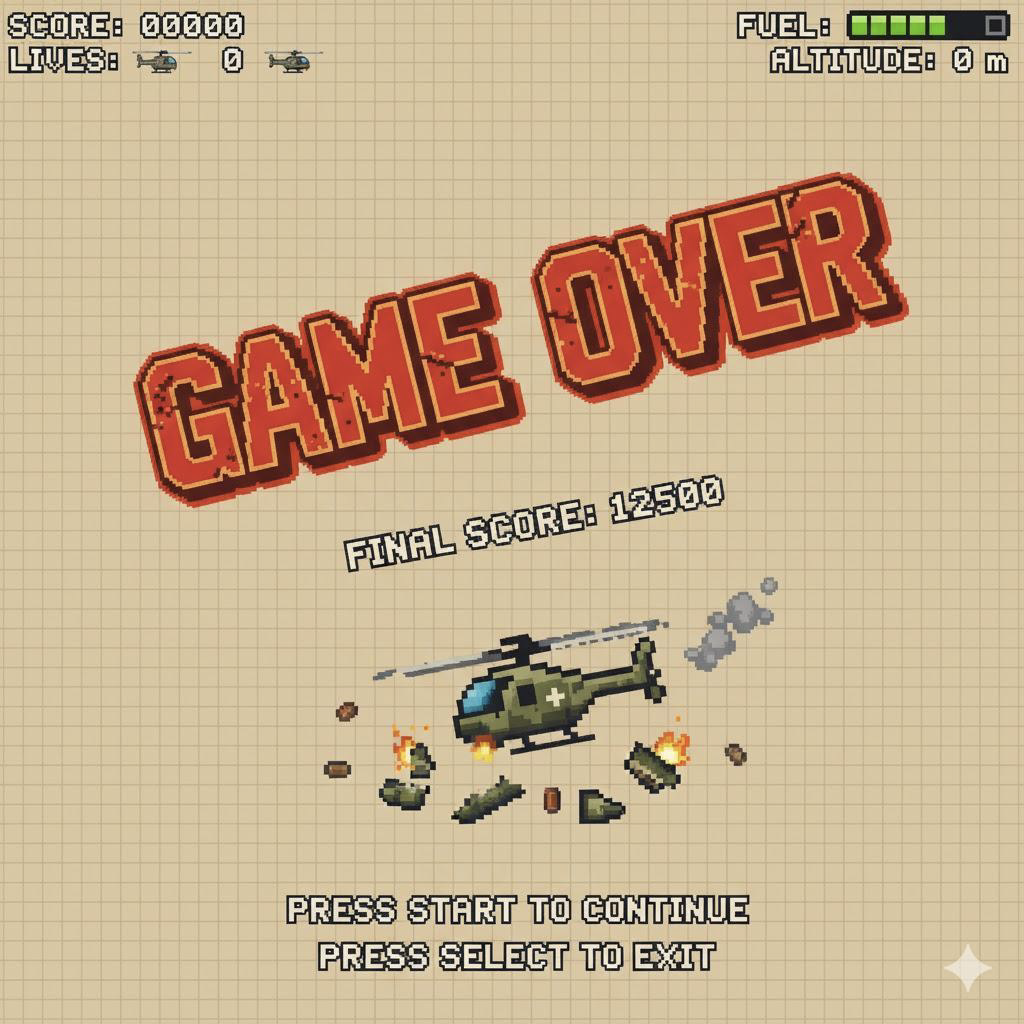 SCORE: 00000
FUEL:
LIVES: 0
ALTITUDE: 0 m
GAME OVER
FINAL SCORE: 12500
PRESS START TO CONTINUE
PRESS SELECT TO EXIT